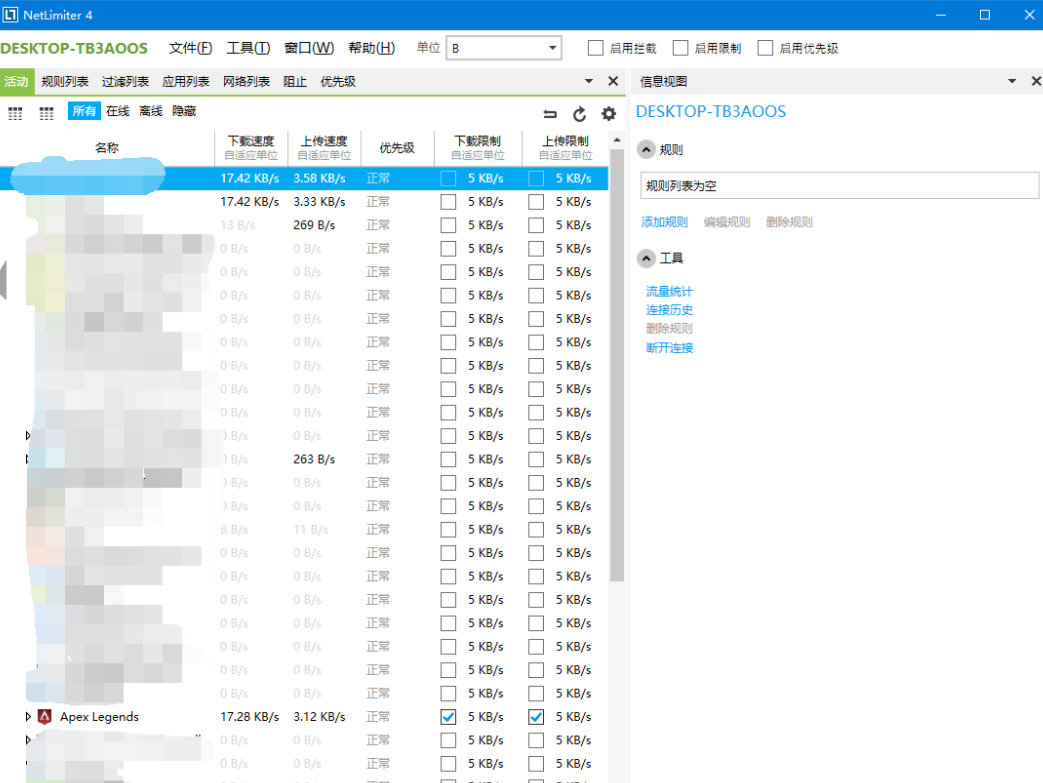 NetLimiter 4
DESKTOP-TB3AOOS 文件(F) 工具(T) 窗口(W) 帮助(H) 单位 B 启用拦截 启用限制 启用优先级
活动 规则列表 过滤列表 应用列表 网络列表 阻止 优先级
信息视图
所有 在线 离线 隐藏
名称 下载速度 上传速度 优先级 下载限制 上传限制
自适应单位 自适应单位 自适应单位 自适应单位
17.42 KB/s 3.58 KB/s 正常 5 KB/s 5 KB/s
17.42 KB/s 3.33 KB/s 正常 5 KB/s 5 KB/s
13 B/s 269 B/s 正常 5 KB/s 5 KB/s
0 B/s 0 B/s 正常 5 KB/s 5 KB/s
0 B/s 0 B/s 正常 5 KB/s 5 KB/s
0 B/s 0 B/s 正常 5 KB/s 5 KB/s
0 B/s 0 B/s 正常 5 KB/s 5 KB/s
0 B/s 0 B/s 正常 5 KB/s 5 KB/s
0 B/s 0 B/s 正常 5 KB/s 5 KB/s
0 B/s 0 B/s 正常 5 KB/s 5 KB/s
0 B/s 0 B/s 正常 5 KB/s 5 KB/s
0 B/s 0 B/s 正常 5 KB/s 5 KB/s
0 B/s 263 B/s 正常 5 KB/s 5 KB/s
0 B/s 0 B/s 正常 5 KB/s 5 KB/s
0 B/s 0 B/s 正常 5 KB/s 5 KB/s
8 B/s 11 B/s 正常 5 KB/s 5 KB/s
0 B/s 0 B/s 正常 5 KB/s 5 KB/s
0 B/s 0 B/s 正常 5 KB/s 5 KB/s
0 B/s 0 B/s 正常 5 KB/s 5 KB/s
0 B/s 0 B/s 正常 5 KB/s 5 KB/s
0 B/s 0 B/s 正常 5 KB/s 5 KB/s
0 B/s 0 B/s 正常 5 KB/s 5 KB/s
0 B/s 0 B/s 正常 5 KB/s 5 KB/s
Apex Legends 17.28 KB/s 3.12 KB/s 正常 5 KB/s 5 KB/s
0 B/s 0 B/s 正常 5 KB/s 5 KB/s
0 B/s 0 B/s 正常 5 KB/s 5 KB/s
DESKTOP-TB3AOOS
规则
规则列表为空
添加规则 编辑规则 删除规则
工具
流量统计
连接历史
删除规则
断开连接